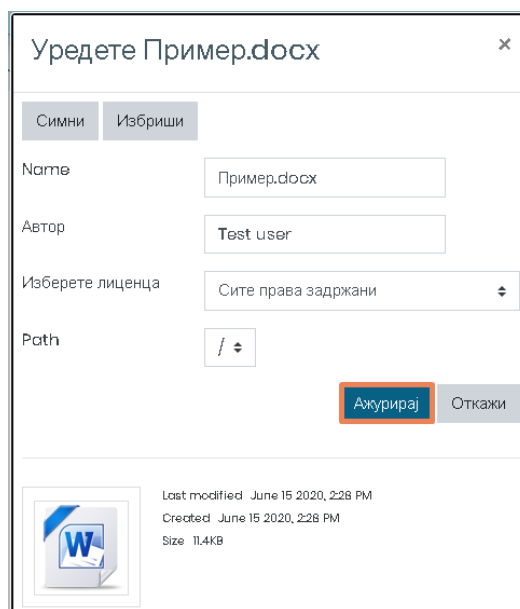 Уредете Пример.docx ×
Симни Избриши
Name Пример.docx
Автор Test user
Изберете лиценца Сите права задржани
Path /
Ажурирај Откажи
Last modified June 15 2020, 2:28 PM
Created June 15 2020, 2:28 PM
Size 11.4KB
W